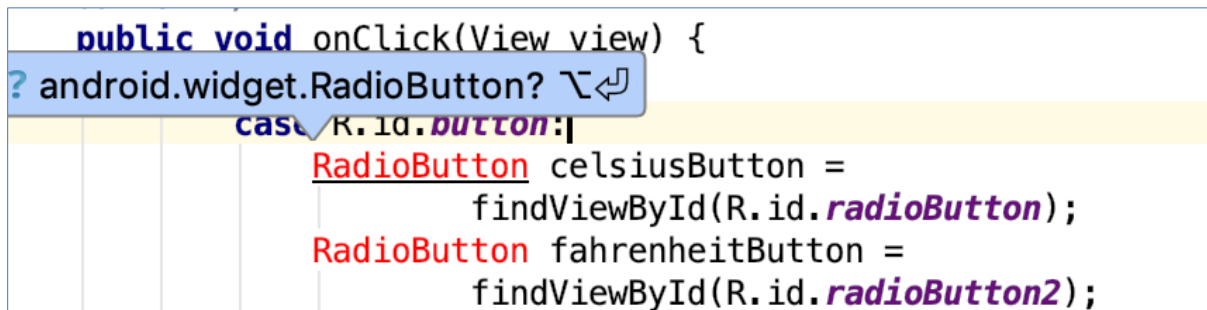 public void onClick(View view) {
? android.widget.RadioButton? ⌥⏎
case R.id.button:
RadioButton celsiusButton =
findViewById(R.id.radioButton);
RadioButton fahrenheitButton =
findViewById(R.id.radioButton2);